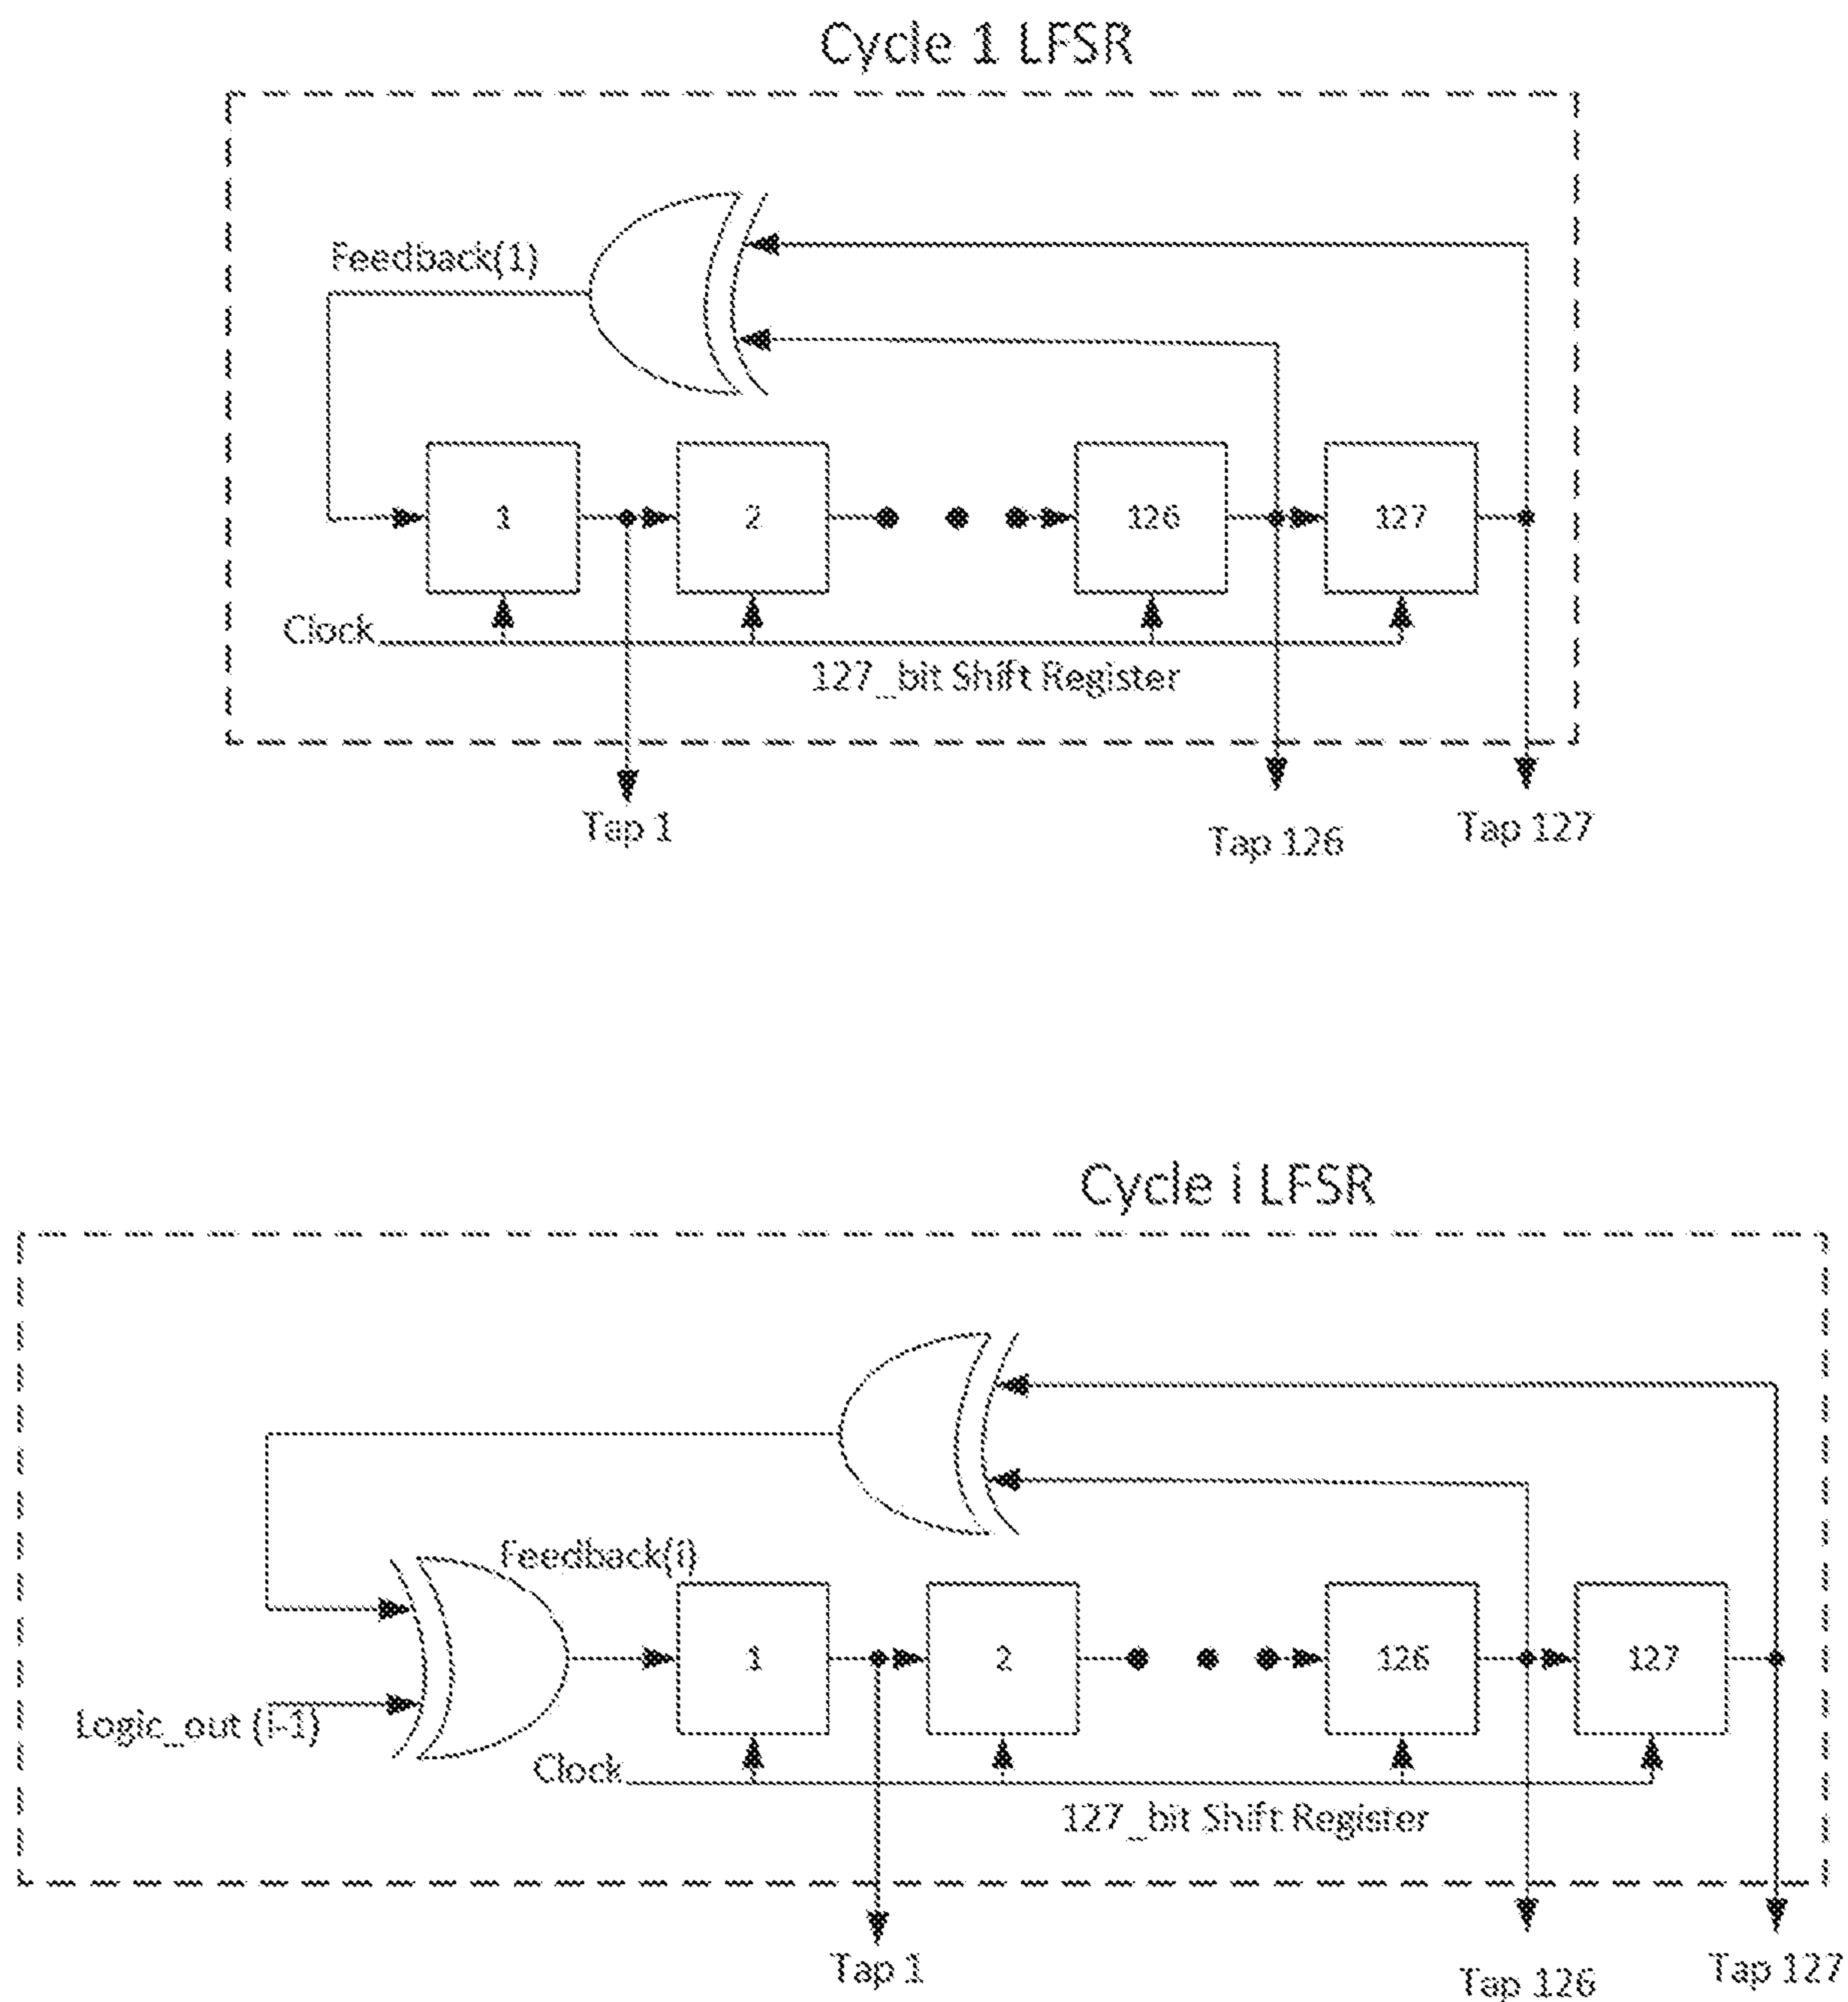 Cycle 1 LFSR
Feedback(1)
1
2
126
127
Clock
127_bit Shift Register
Tap 1
Tap 126
Tap 127
Cycle i LFSR
Feedback(i)
1
2
126
127
Logic_out (i-1)
Clock
127_bit Shift Register
Tap 1
Tap 126
Tap 127